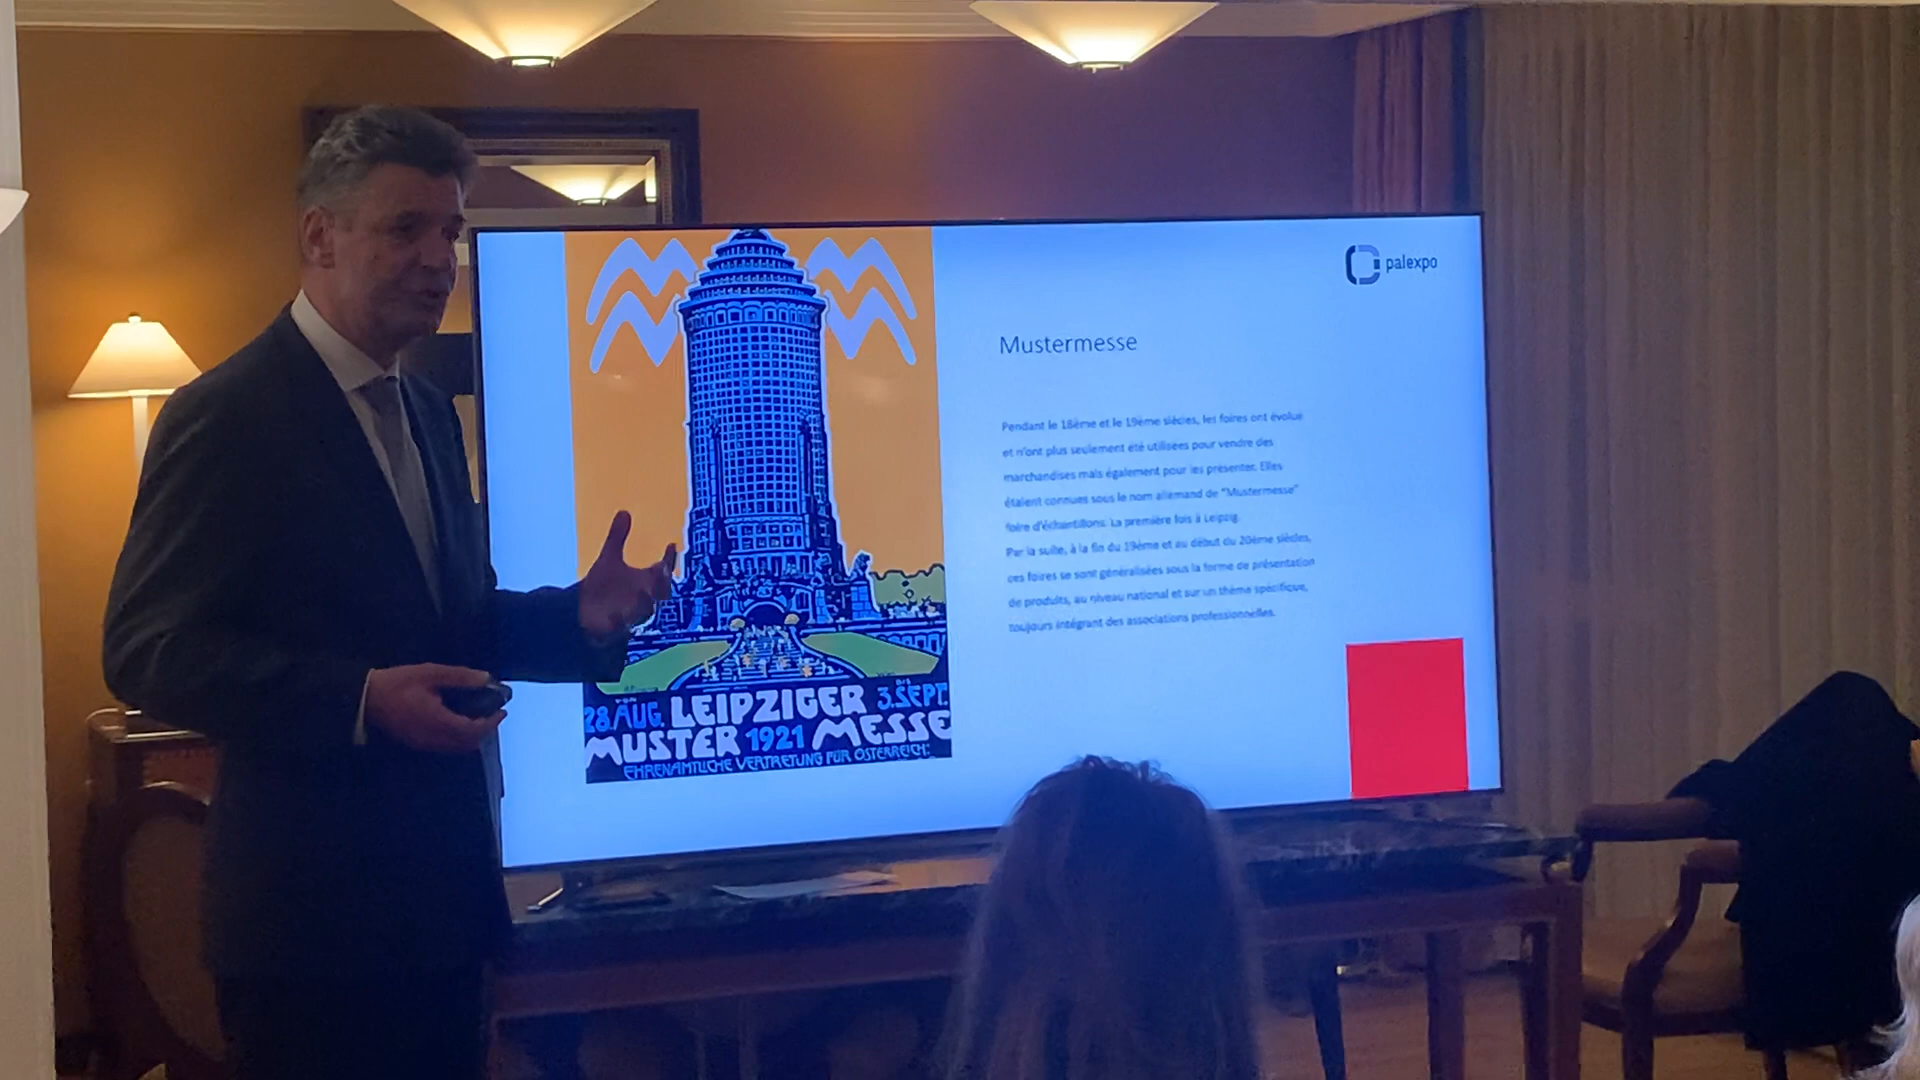 palexpo
Mustermesse
Pendant le 18ème et le 19ème siècles, les foires ont évolué
et n'ont plus seulement été utilisées pour vendre des
marchandises mais également pour les présenter. Elles
étaient connues sous le nom allemand de "Mustermesse"
foire d'échantillons. La première fois à Leipzig.
Par la suite, à la fin du 19ème et au début du 20ème siècles,
ces foires se sont généralisées sous la forme de présentation
de produits, au niveau national et sur un thème spécifique,
toujours intégrant des associations professionnelles.
VON
28. AUG. LEIPZIGER BIS 3. SEPT.
MUSTER 1921 MESSE
EHRENAMTLICHE VERTRETUNG FÜR ÖSTERREICH: